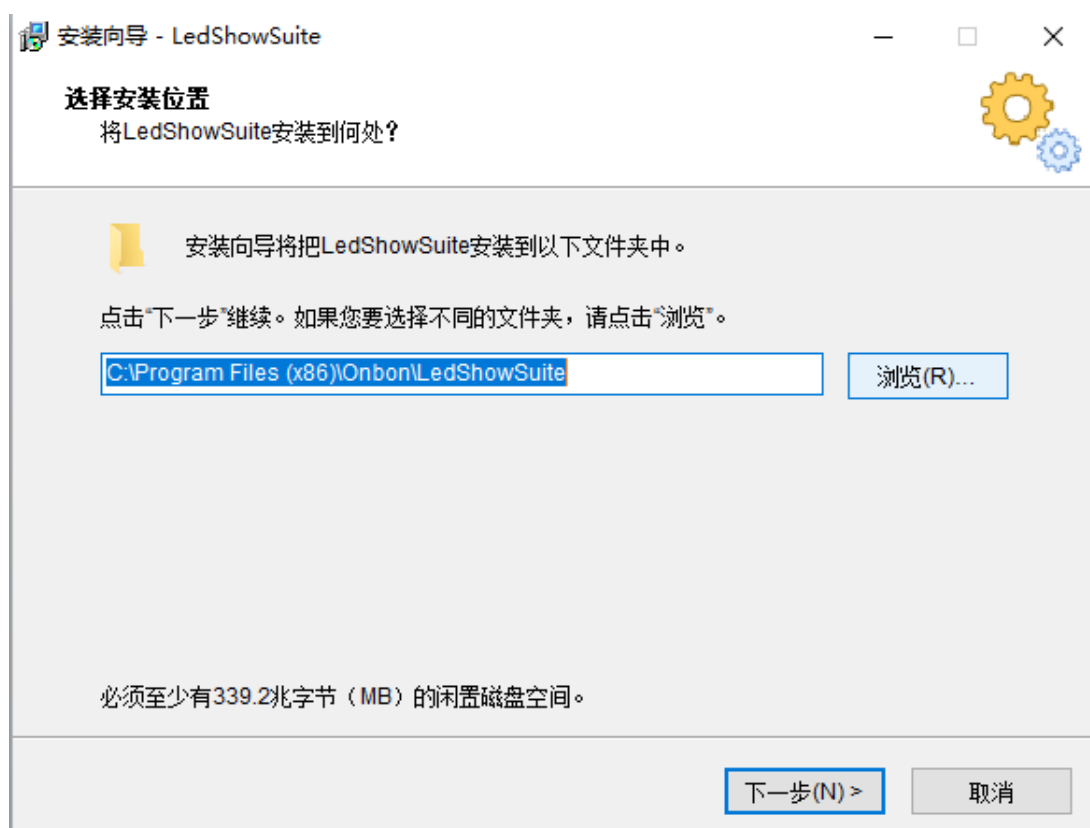 安装向导 - LedShowSuite
选择安装位置
将LedShowSuite安装到何处?
安装向导将把LedShowSuite安装到以下文件夹中。
点击“下一步”继续。如果您要选择不同的文件夹，请点击“浏览”。
C:\Program Files (x86)\Onbon\LedShowSuite
浏览(R)...
必须至少有339.2兆字节（MB）的闲置磁盘空间。
下一步(N) >
取消